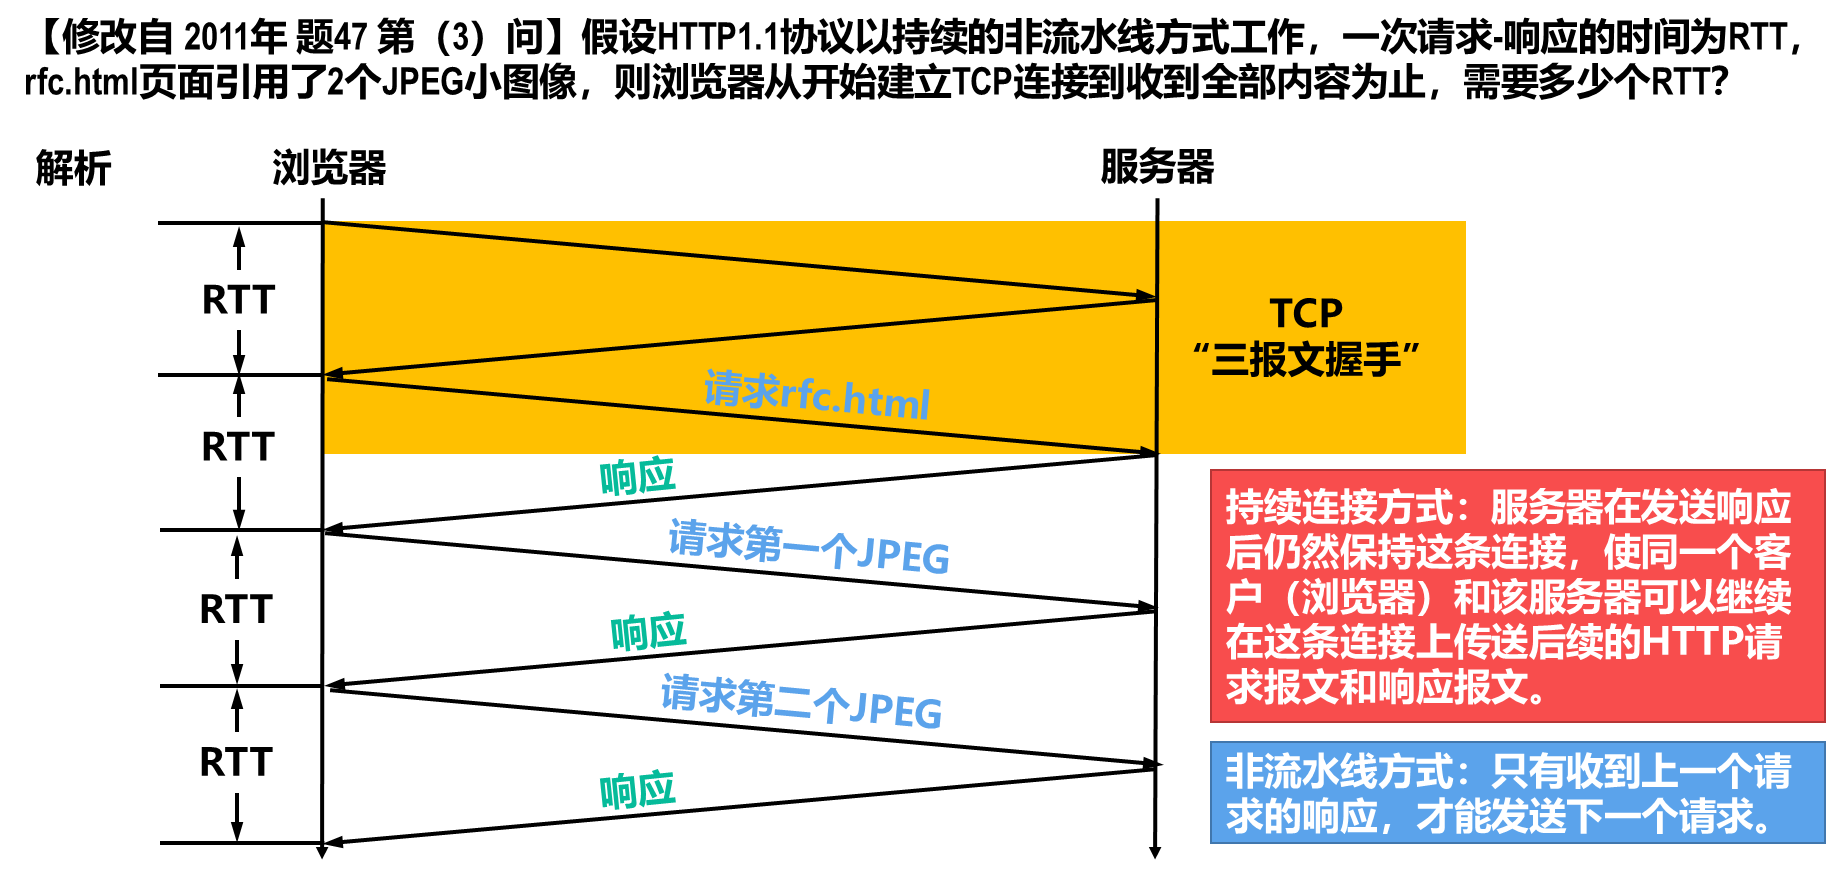 【修改自 2011年 题47 第（3）问】假设HTTP1.1协议以持续的非流水线方式工作，一次请求-响应的时间为RTT，
rfc.html页面引用了2个JPEG小图像，则浏览器从开始建立TCP连接到收到全部内容为止，需要多少个RTT？
解析
浏览器
服务器
RTT
TCP
“三报文握手”
请求rfc.html
RTT
响应
请求第一个JPEG
RTT
响应
请求第二个JPEG
RTT
响应
持续连接方式：服务器在发送响应
后仍然保持这条连接，使同一个客
户（浏览器）和该服务器可以继续
在这条连接上传送后续的HTTP请
求报文和响应报文。
非流水线方式：只有收到上一个请
求的响应，才能发送下一个请求。